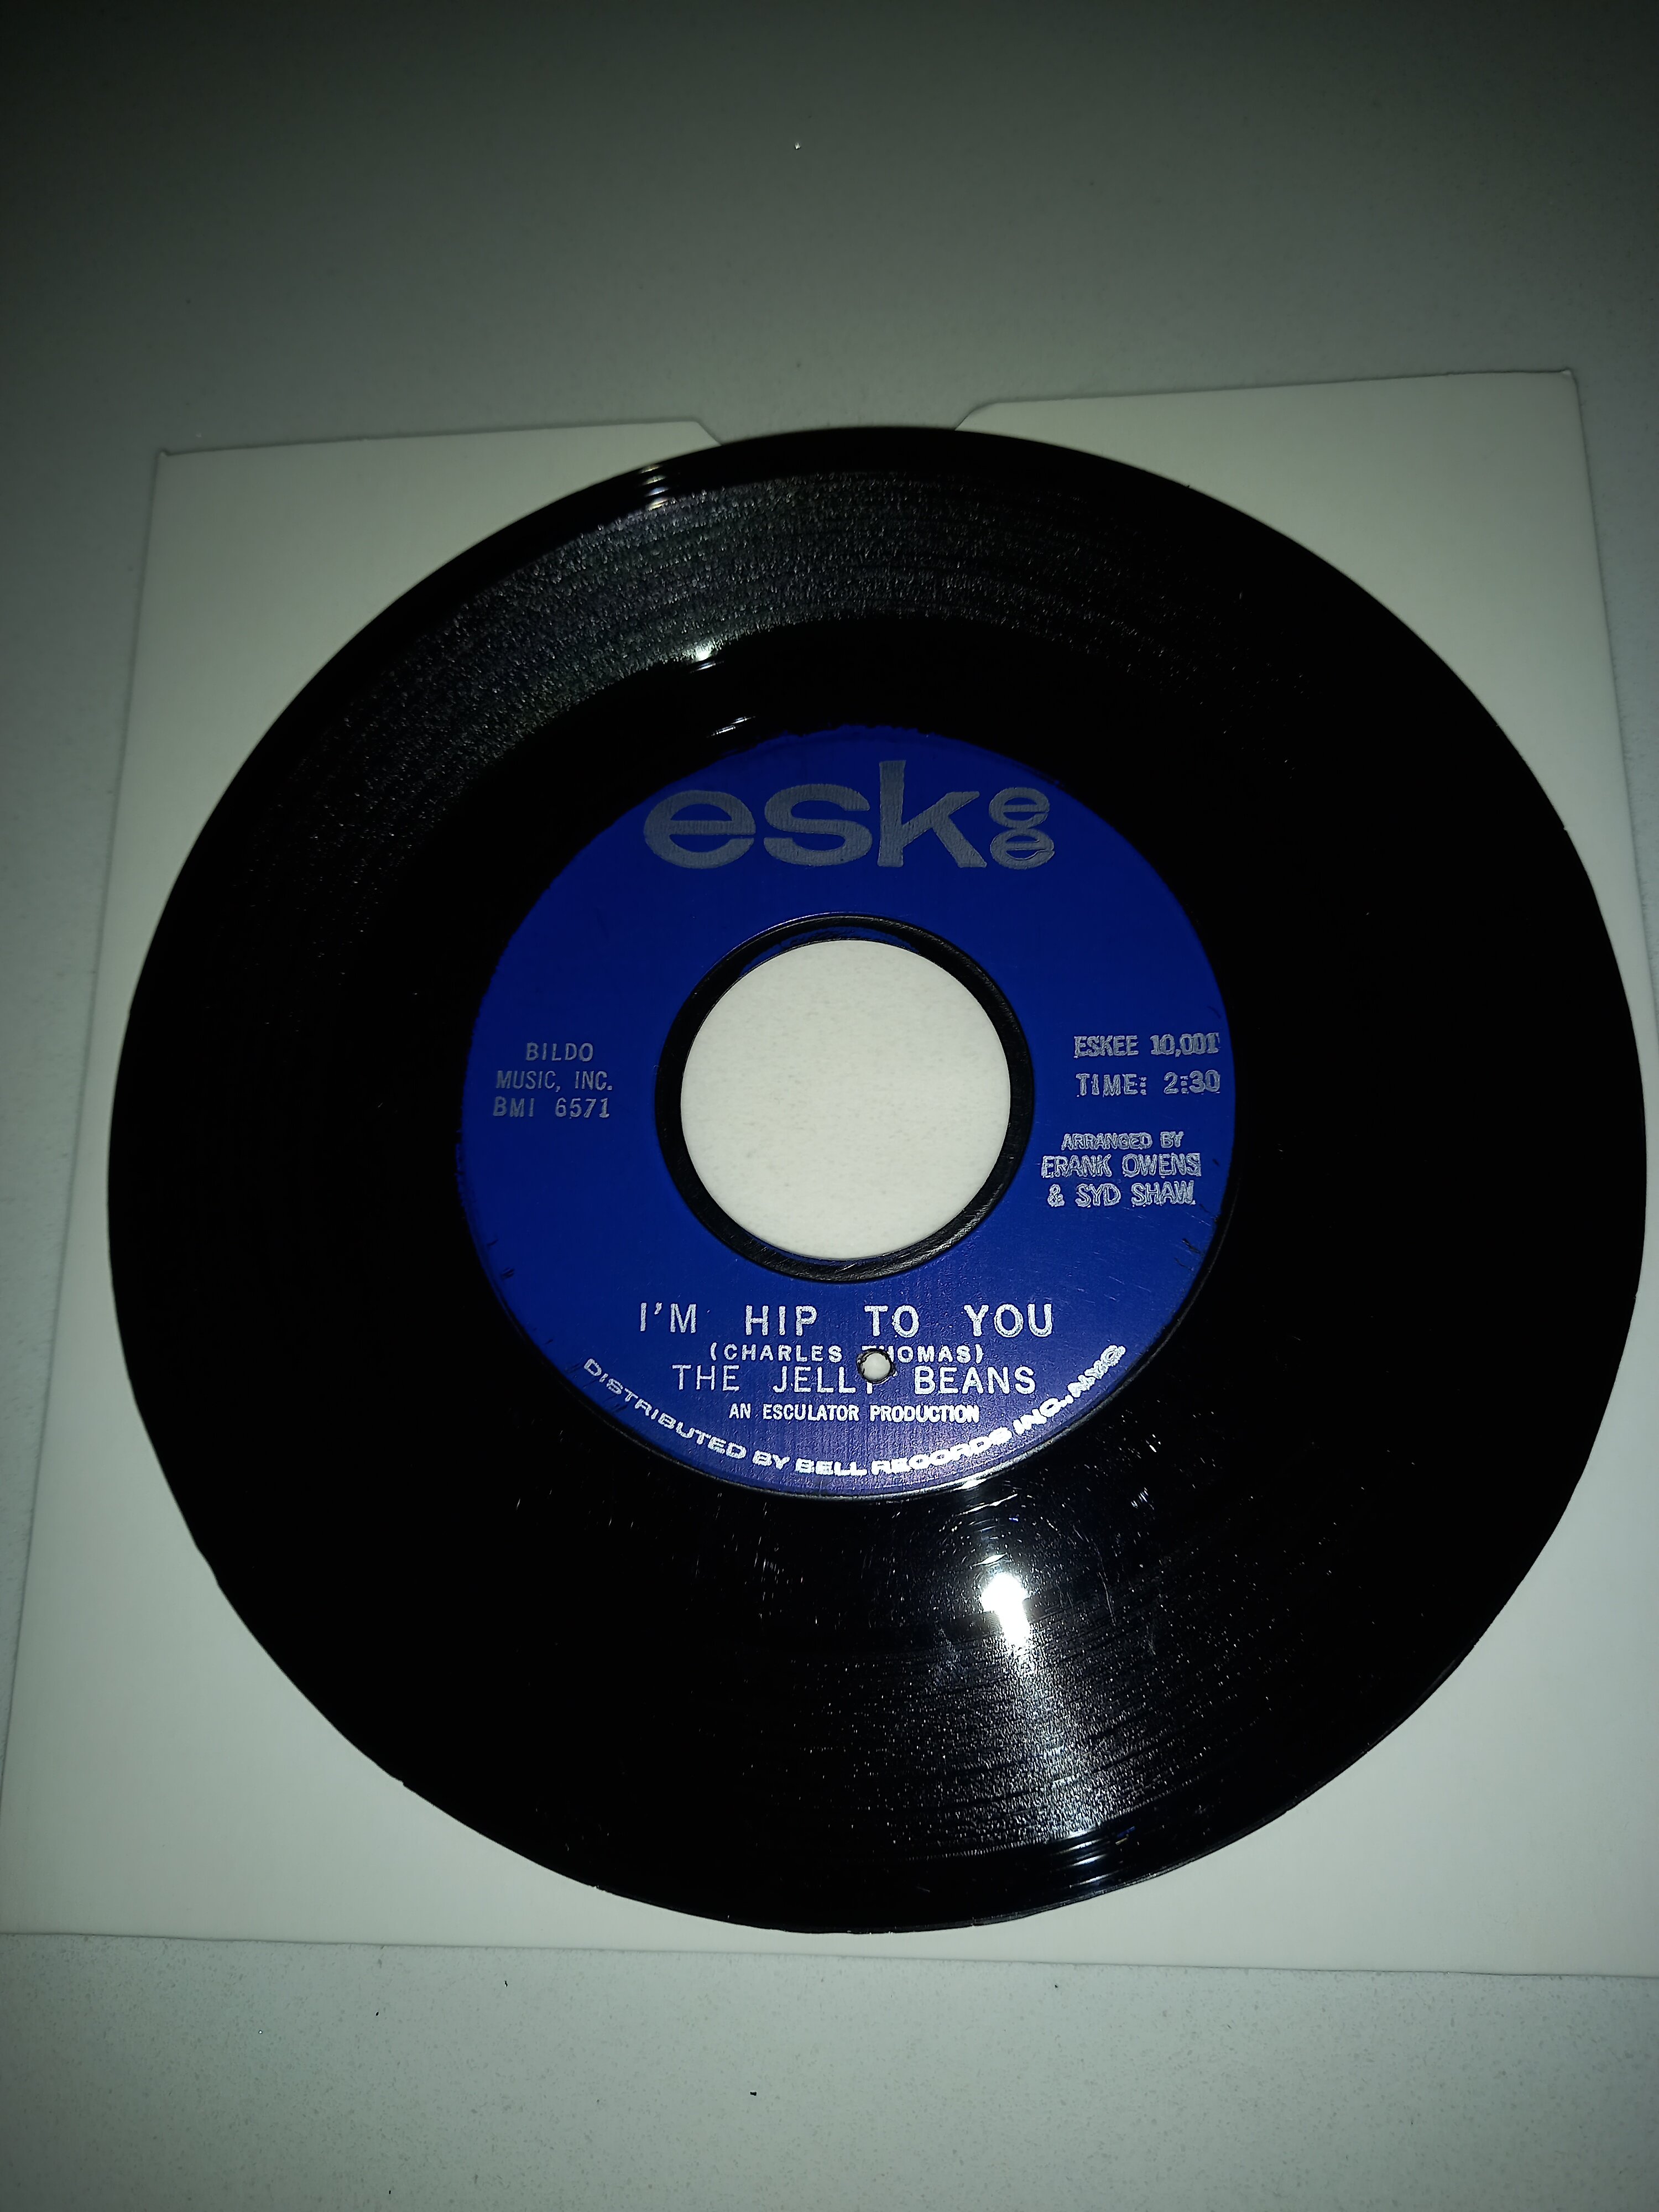 eskee
BILDO
MUSIC, INC.
BMI 6571
ESKEE 10,001
TIME: 2:30
ARRANGED BY
FRANK OWENS
& SYD SHAW
I'M HIP TO YOU
(CHARLES THOMAS)
THE JELLY BEANS
AN ESCULATOR PRODUCTION
DISTRIBUTED BY BELL RECORDS INC., N.Y.C.